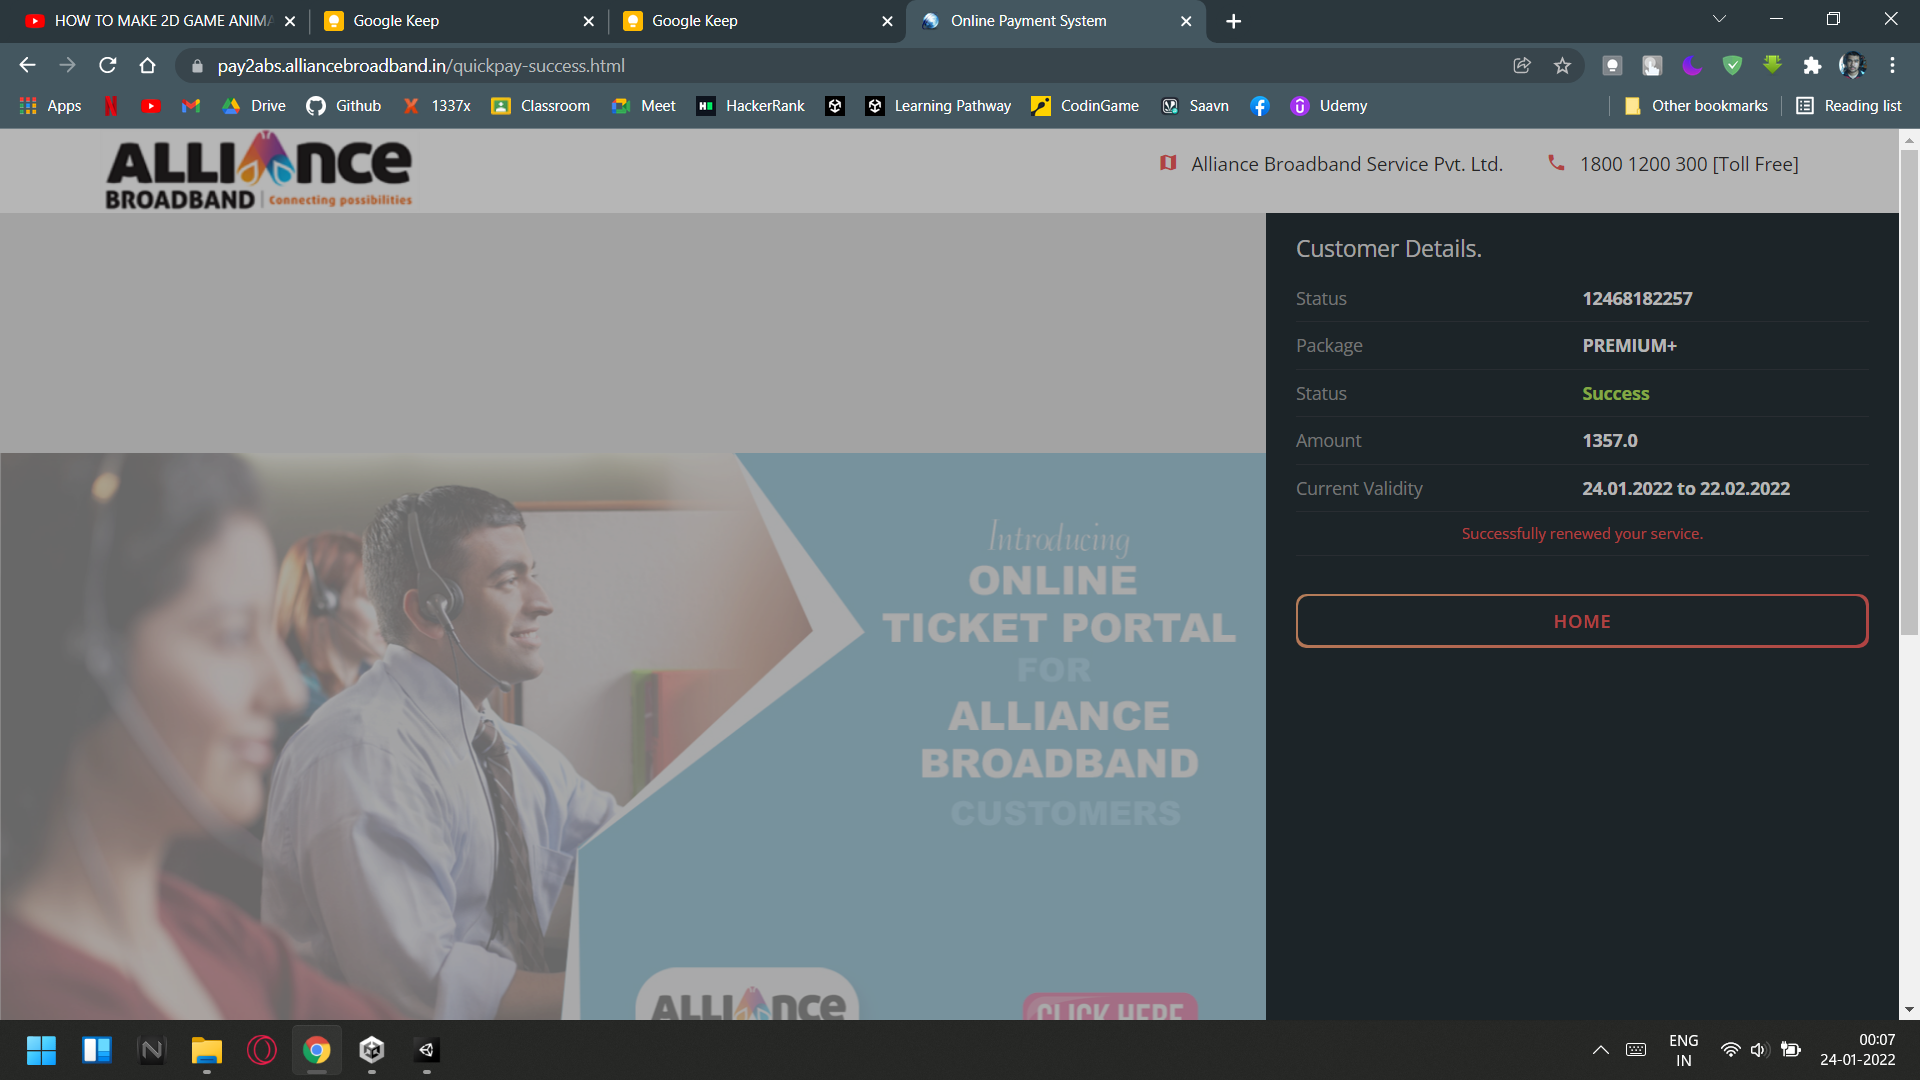 HOW TO MAKE 2D GAME ANIMA
Google Keep
Google Keep
Online Payment System
pay2abs.alliancebroadband.in/quickpay-success.html
Apps
Drive
Github
1337x
Classroom
Meet
HackerRank
Learning Pathway
CodinGame
Saavn
Udemy
Other bookmarks
Reading list
ALLIANCE
BROADBAND | Connecting possibilities
Alliance Broadband Service Pvt. Ltd.
1800 1200 300 [Toll Free]
Customer Details.
Status 12468182257
Package PREMIUM+
Status Success
Amount 1357.0
Current Validity 24.01.2022 to 22.02.2022
Successfully renewed your service.
HOME
Introducing
ONLINE
TICKET PORTAL
FOR
ALLIANCE
BROADBAND
CUSTOMERS
ALLIANCE
CLICK HERE
ENG
IN
00:07
24-01-2022